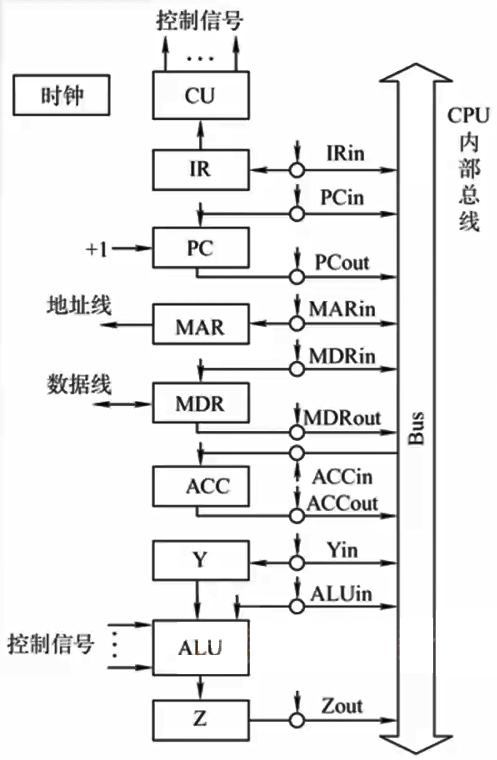 控制信号
···
时钟
CU
CPU
内
部
总
线
IR
IRin
PCin
+1
PC
PCout
地址线
MAR
MARin
MDRin
数据线
MDR
MDRout
Bus
ACC
ACCin
ACCout
Y
Yin
ALUin
控制信号
ALU
Z
Zout